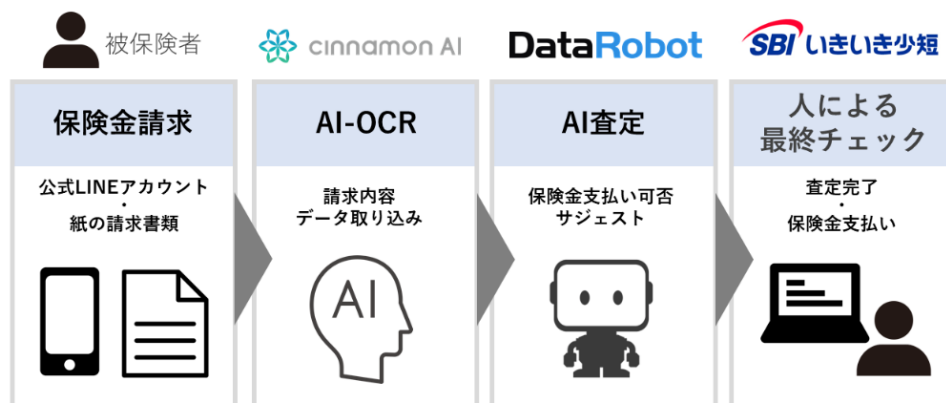 被保険者
cinnamon AI
DataRobot
SBI いきいき少短
保険金請求
公式LINEアカウント
・
紙の請求書類
AI-OCR
請求内容
データ取り込み
AI
AI査定
保険金支払い可否
サジェスト
人による
最終チェック
査定完了
・
保険金支払い